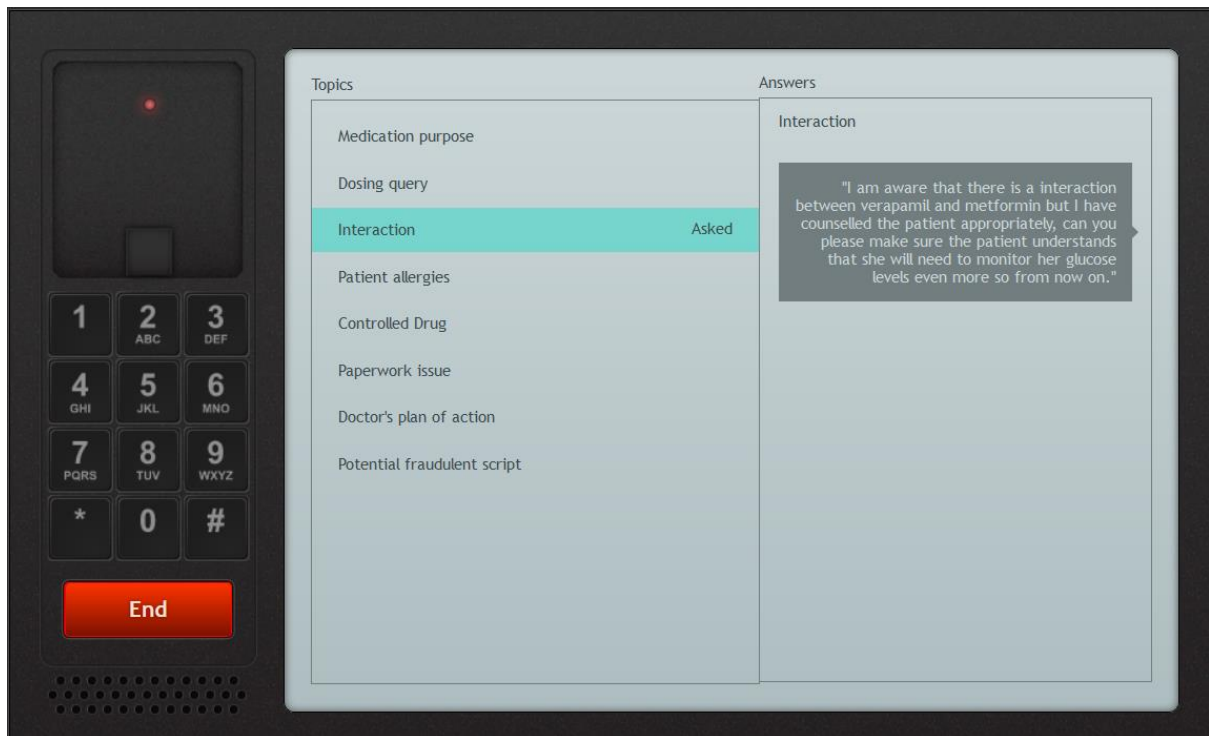 1
2
ABC
3
DEF
4
GHI
5
JKL
6
MNO
7
PQRS
8
TUV
9
WXYZ
*
0
#
End
Topics
Medication purpose
Dosing query
Interaction Asked
Patient allergies
Controlled Drug
Paperwork issue
Doctor's plan of action
Potential fraudulent script
Answers
Interaction
"I am aware that there is a interaction
between verapamil and metformin but I have
counselled the patient appropriately, can you
please make sure the patient understands
that she will need to monitor her glucose
levels even more so from now on."